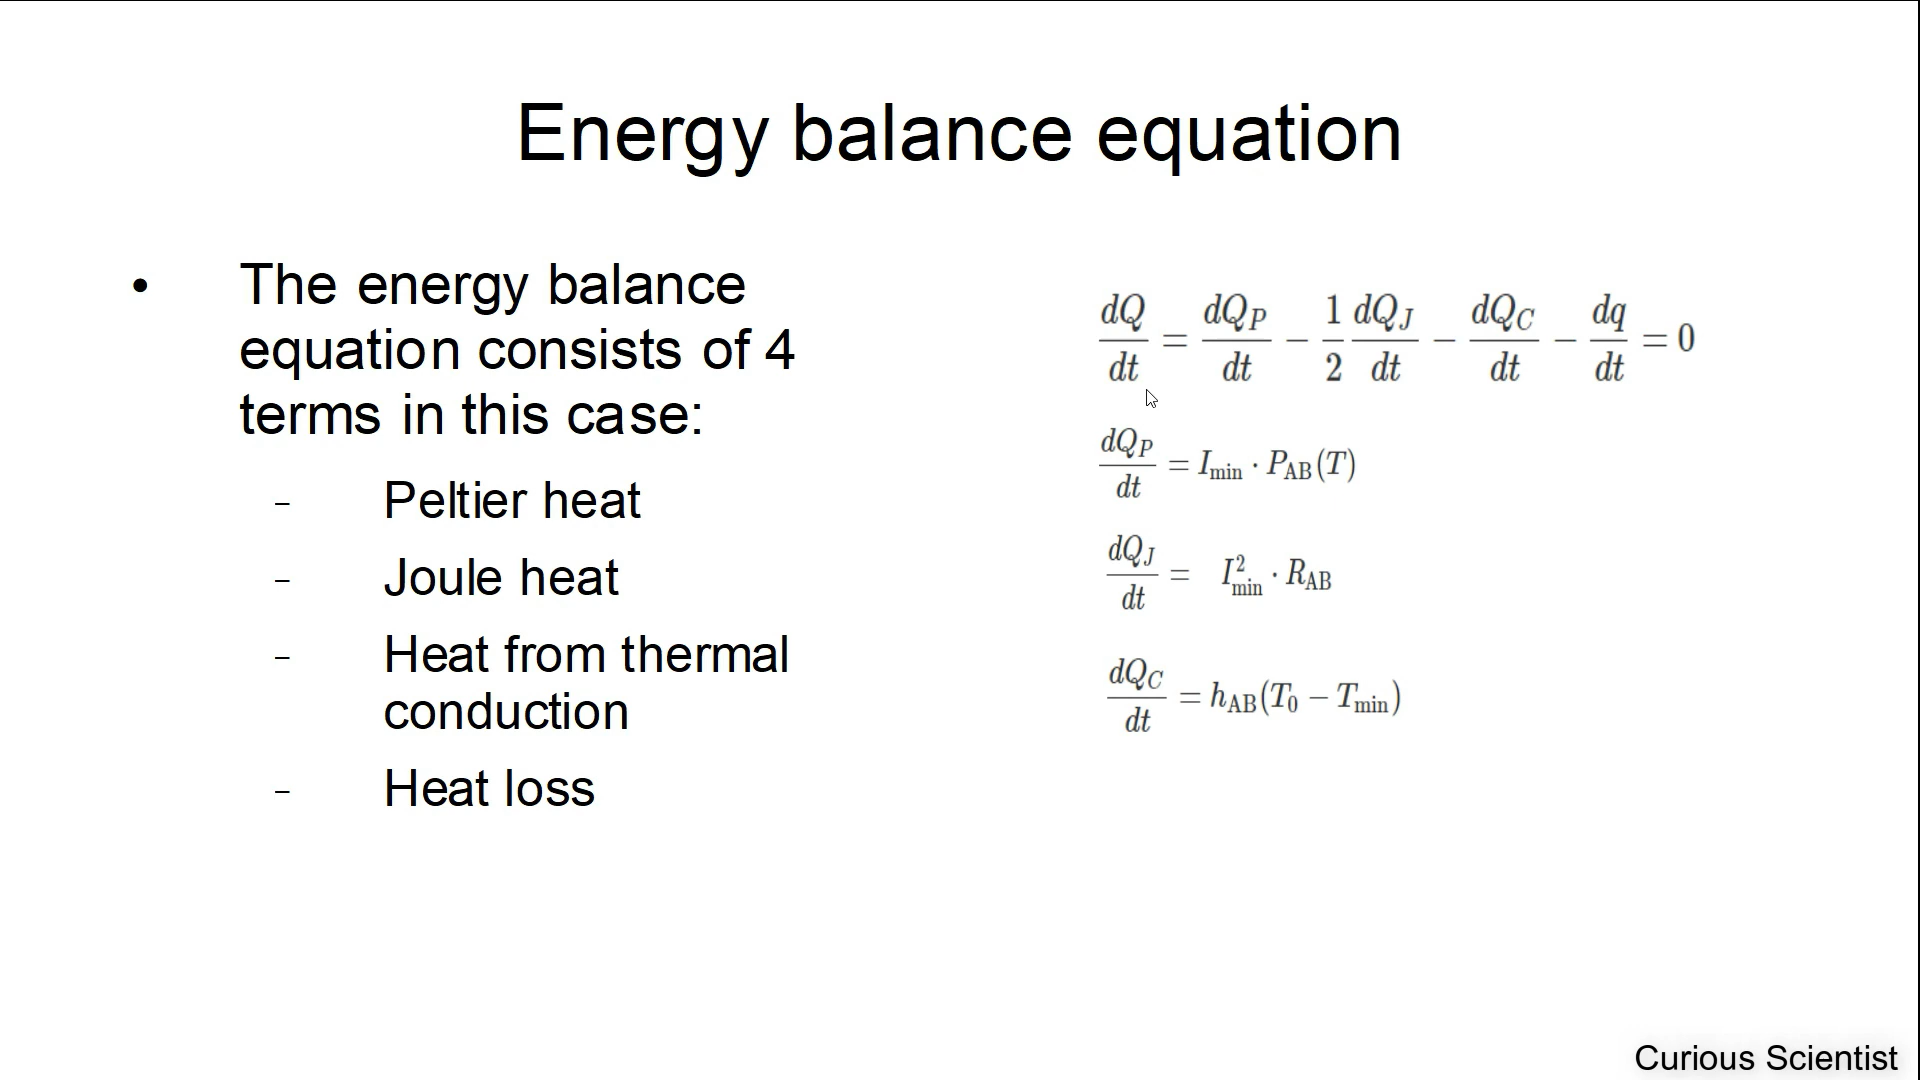 Energy balance equation
• The energy balance
equation consists of 4
terms in this case:
– Peltier heat
– Joule heat
– Heat from thermal
conduction
– Heat loss
dQ/dt = dQ_P/dt − 1/2 dQ_J/dt − dQ_C/dt − dq/dt = 0
dQ_P/dt = I_min · P_AB(T)
dQ_J/dt = I²_min · R_AB
dQ_C/dt = h_AB(T_0 − T_min)
Curious Scientist